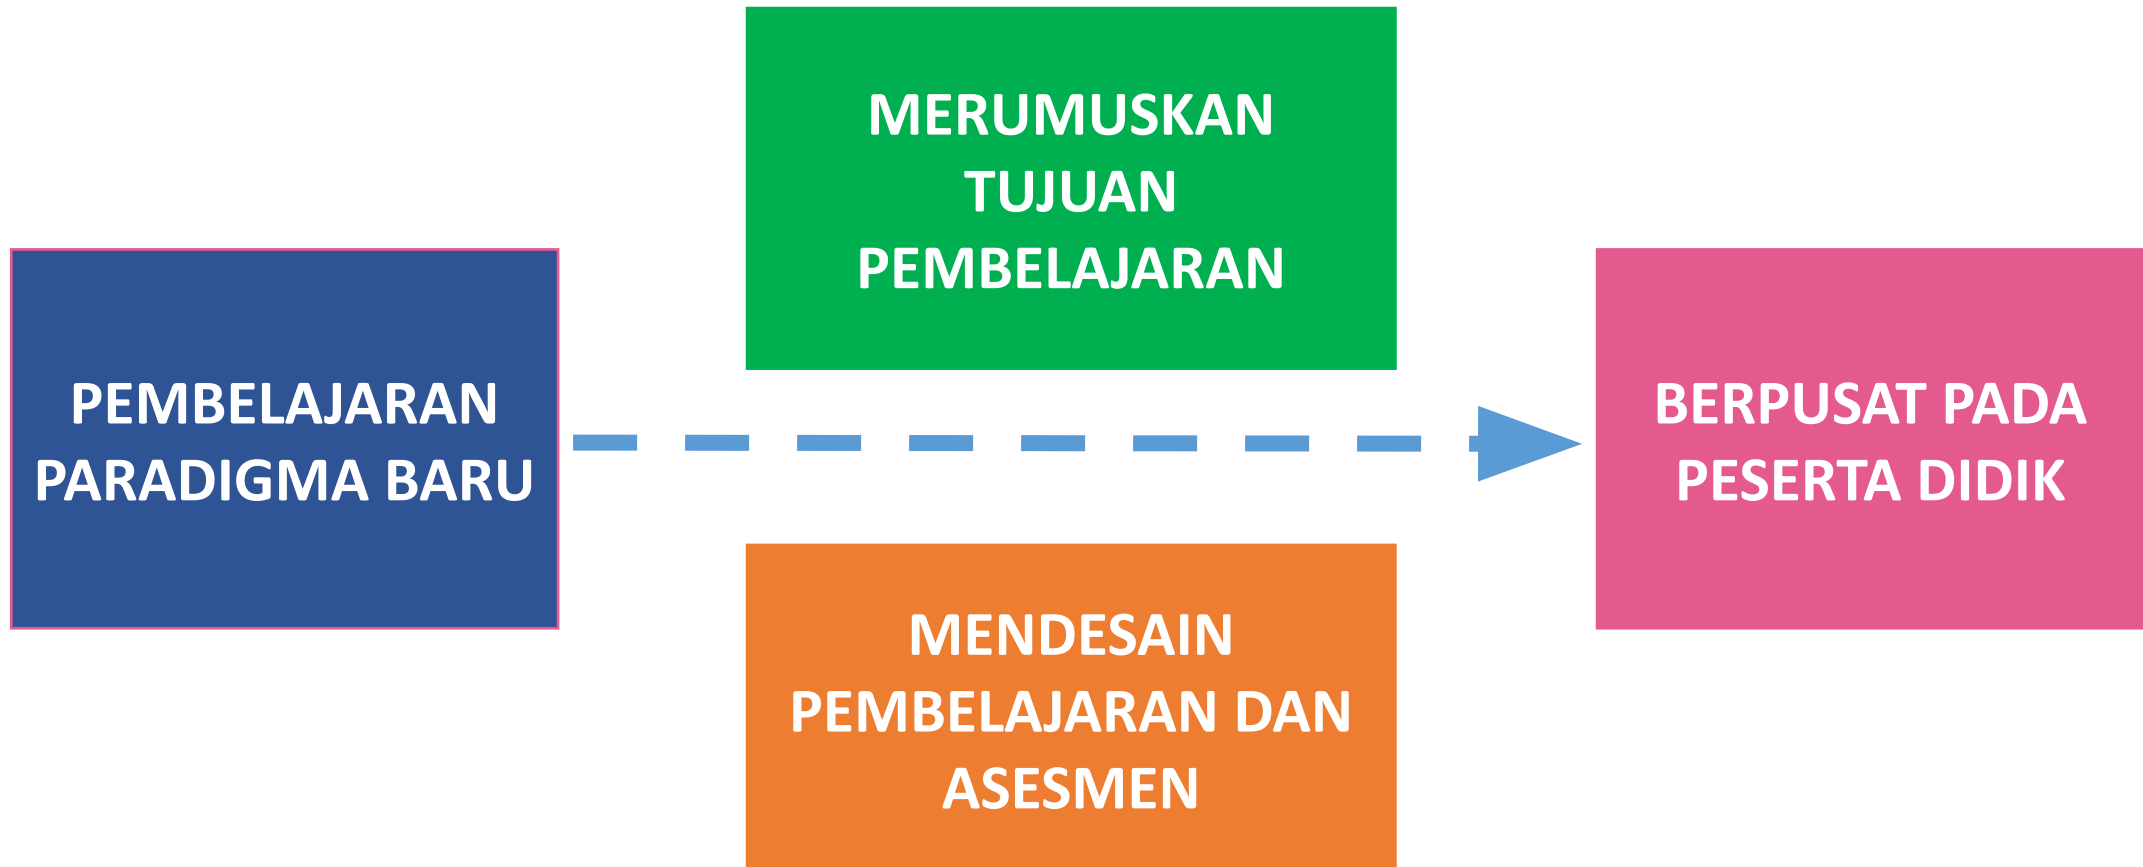 PEMBELAJARAN
PARADIGMA BARU
MERUMUSKAN
TUJUAN
PEMBELAJARAN
MENDESAIN
PEMBELAJARAN DAN
ASESMEN
BERPUSAT PADA
PESERTA DIDIK